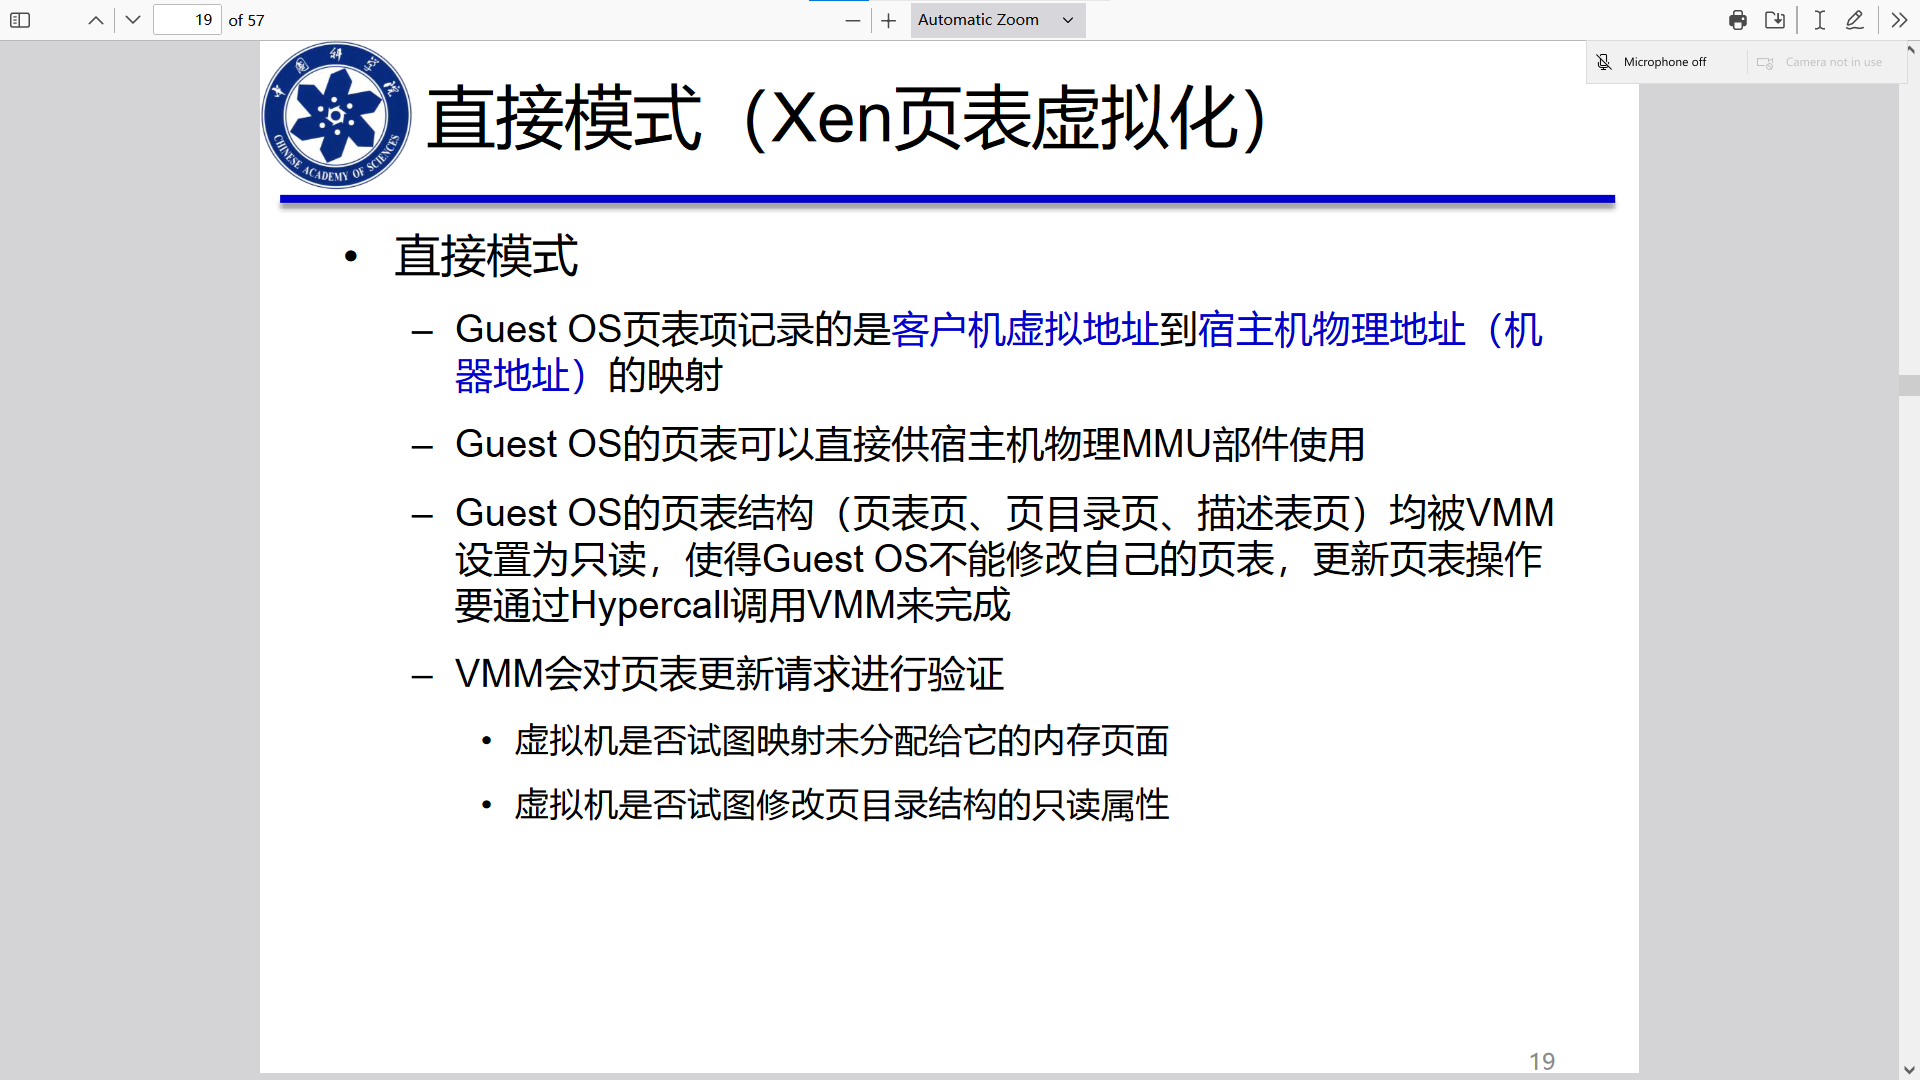 19 of 57
Automatic Zoom
Microphone off
Camera not in use
中国科学院
CHINESE ACADEMY OF SCIENCES
直接模式（Xen页表虚拟化）
• 直接模式
– Guest OS页表项记录的是客户机虚拟地址到宿主机物理地址（机
器地址）的映射
– Guest OS的页表可以直接供宿主机物理MMU部件使用
– Guest OS的页表结构（页表页、页目录页、描述表页）均被VMM
设置为只读，使得Guest OS不能修改自己的页表，更新页表操作
要通过Hypercall调用VMM来完成
– VMM会对页表更新请求进行验证
• 虚拟机是否试图映射未分配给它的内存页面
• 虚拟机是否试图修改页目录结构的只读属性
19